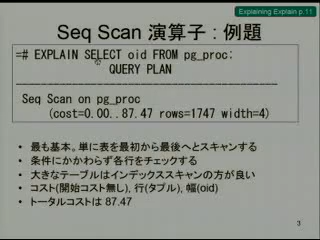 Explaining Explain p.11
Seq Scan 演算子 : 例題
=# EXPLAIN SELECT oid FROM pg_proc;
QUERY PLAN
------------------------------------------
Seq Scan on pg_proc
(cost=0.00..87.47 rows=1747 width=4)
• 最も基本。単に表を最初から最後へとスキャンする
• 条件にかかわらず各行をチェックする
• 大きなテーブルはインデックススキャンの方が良い
• コスト(開始コスト無し), 行(タプル), 幅(oid)
• トータルコストは 87.47
3